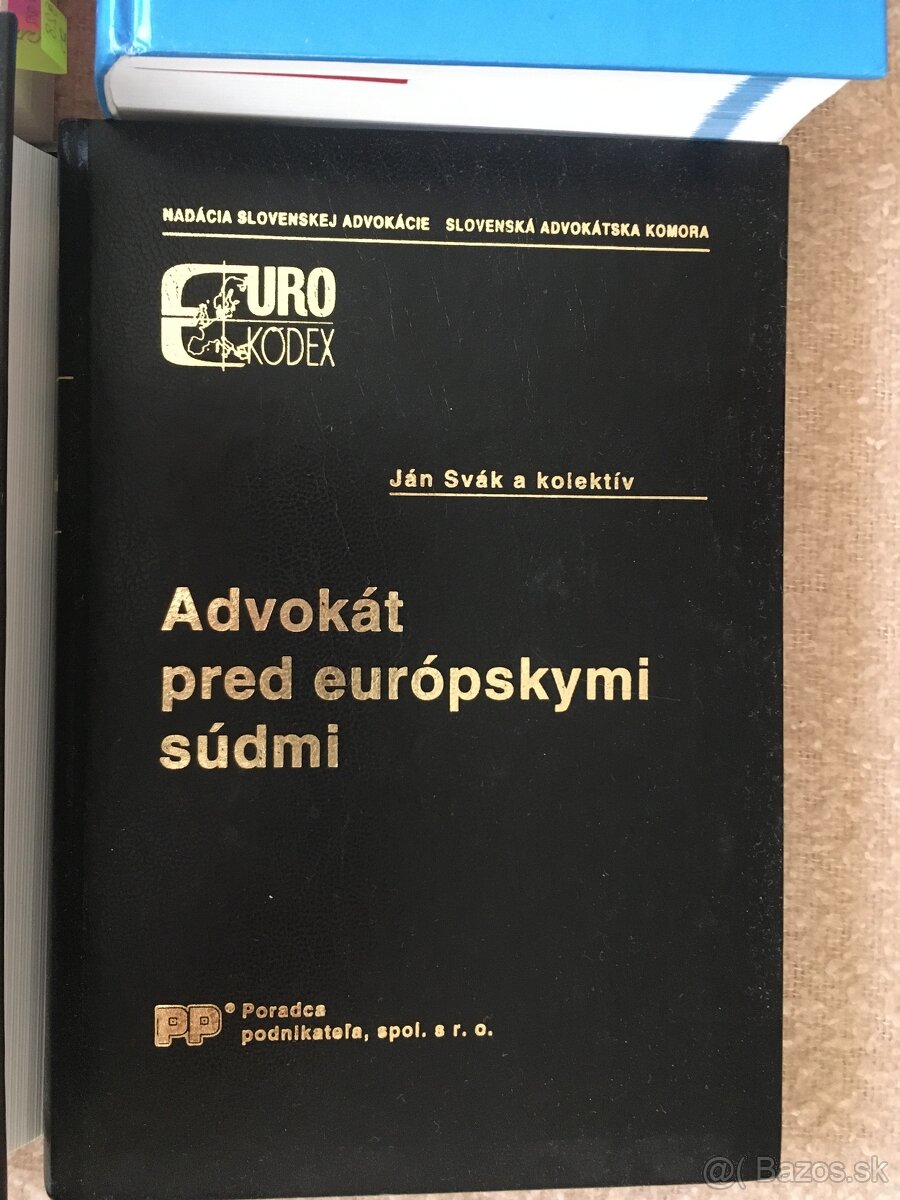 NADÁCIA SLOVENSKEJ ADVOKÁCIE SLOVENSKÁ ADVOKÁTSKA KOMORA
EURO
KÓDEX
Ján Svák a kolektív
Advokát
pred európskymi
súdmi
PP® Poradca
podnikateľa, spol. s r. o.
@( Bazos.sk